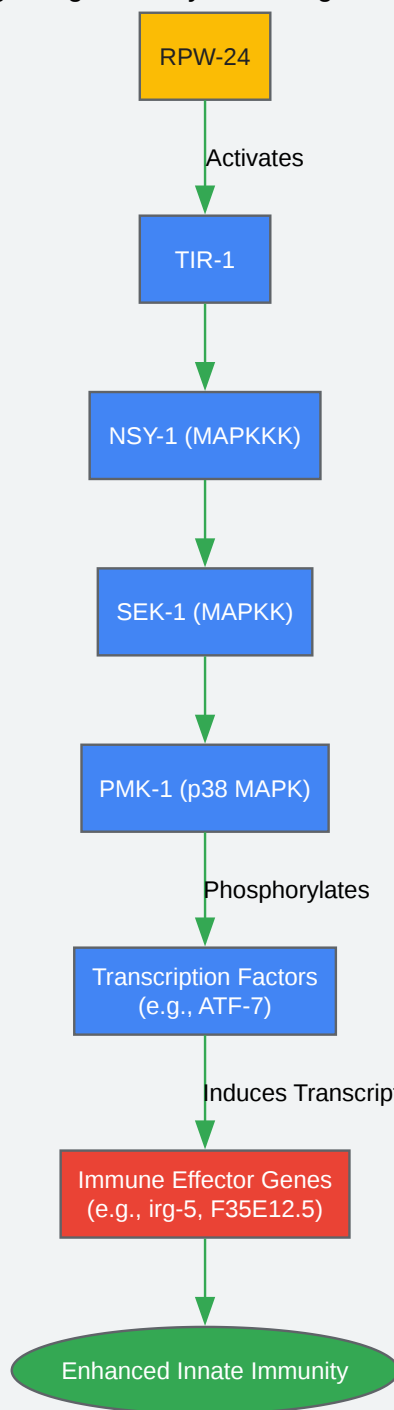 RPW-24
Activates
TIR-1
NSY-1 (MAPKKK)
SEK-1 (MAPKK)
PMK-1 (p38 MAPK)
Phosphorylates
Transcription Factors
(e.g., ATF-7)
Induces
Immune Effector Genes
(e.g., irg-5, F35E12.5)
Enhanced Innate Immunity